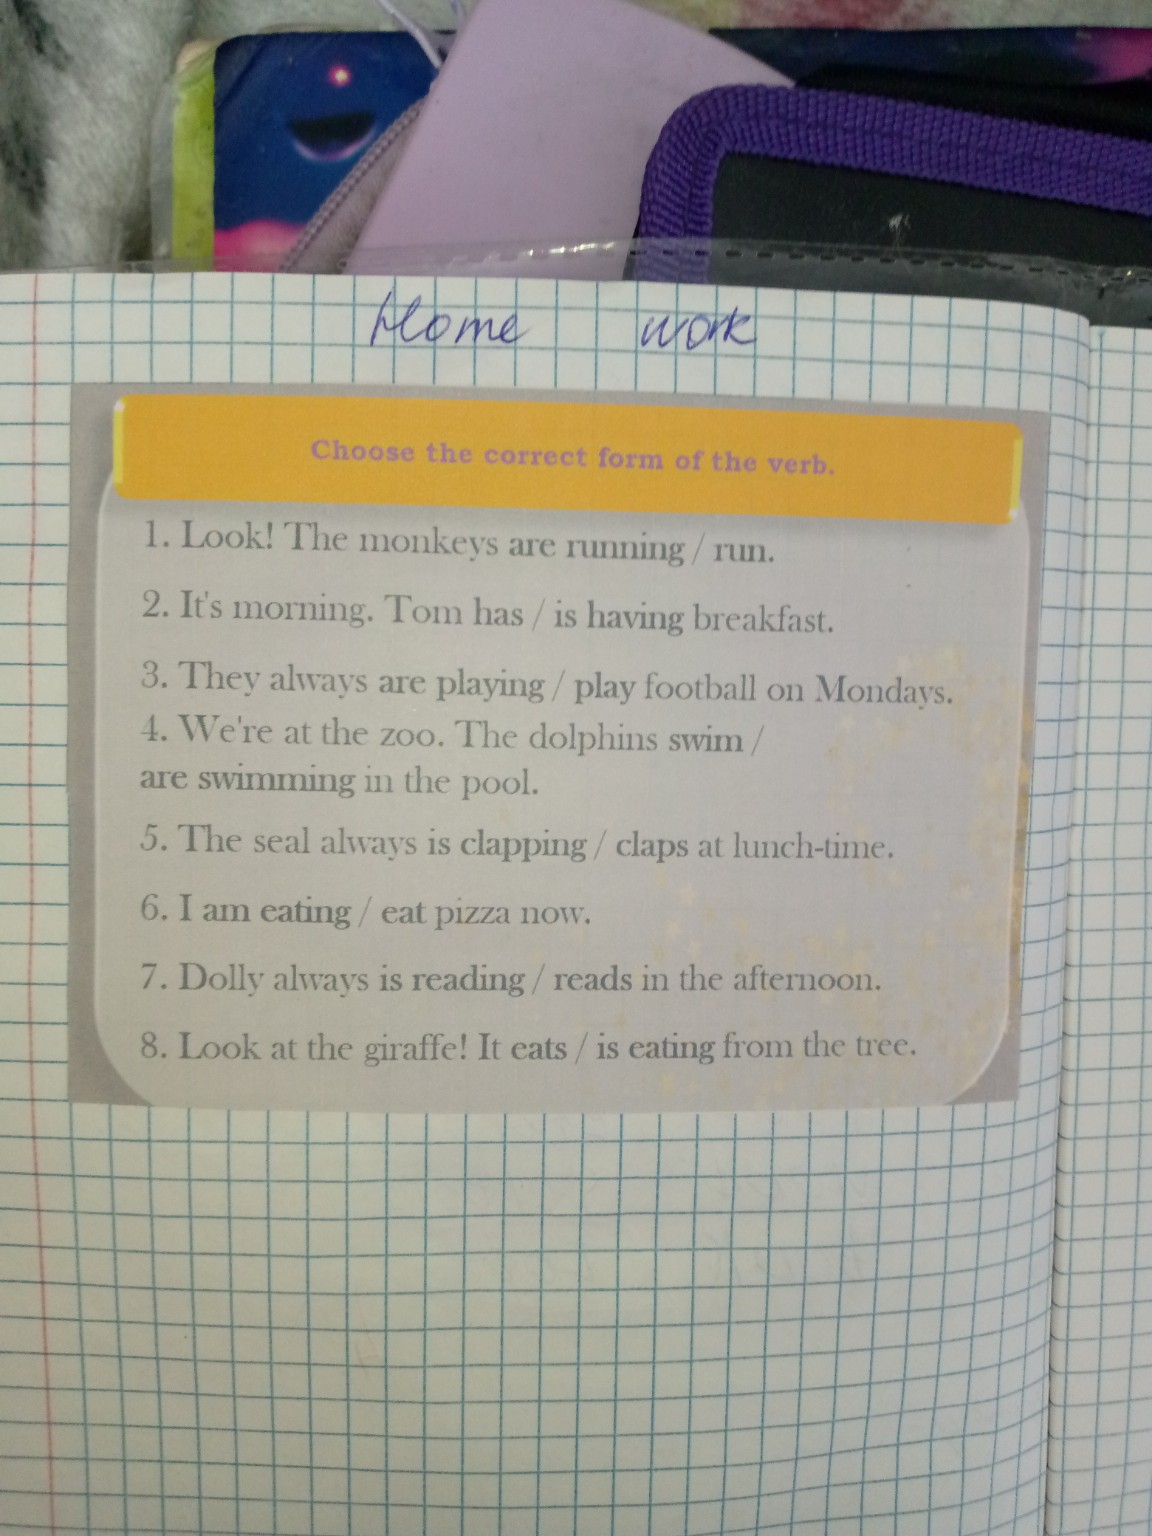 Home work
Choose the correct form of the verb.
1. Look! The monkeys are running / run.
2. It's morning. Tom has / is having breakfast.
3. They always are playing / play football on Mondays.
4. We're at the zoo. The dolphins swim /
are swimming in the pool.
5. The seal always is clapping / claps at lunch-time.
6. I am eating / eat pizza now.
7. Dolly always is reading / reads in the afternoon.
8. Look at the giraffe! It eats / is eating from the tree.